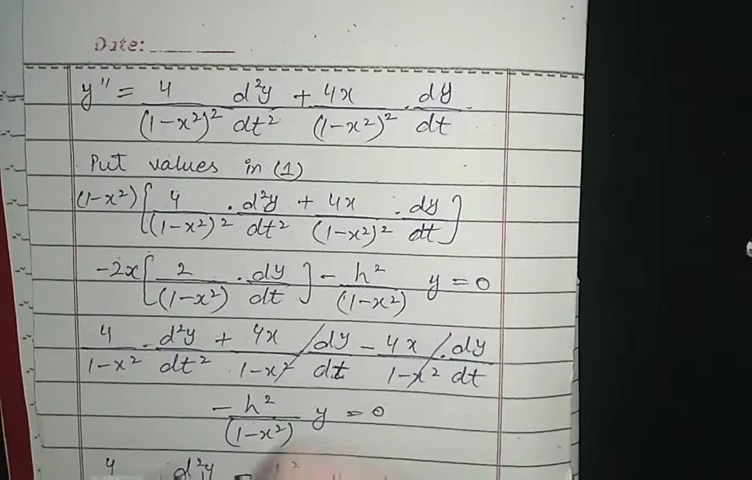 Date:
y'' = 4/(1-x²)² d²y/dt² + 4x/(1-x²)² . dy/dt
Put values in (1)
(1-x²)[4/(1-x²)² . d²y/dt² + 4x/(1-x²)² . dy/dt]
-2x[2/(1-x²) . dy/dt] - h²/(1-x²) y = 0
4/1-x² . d²y/dt² + 4x/1-x² dy/dt - 4x/1-x² . dy/dt
- h²/(1-x²) y = 0
4 d²y =